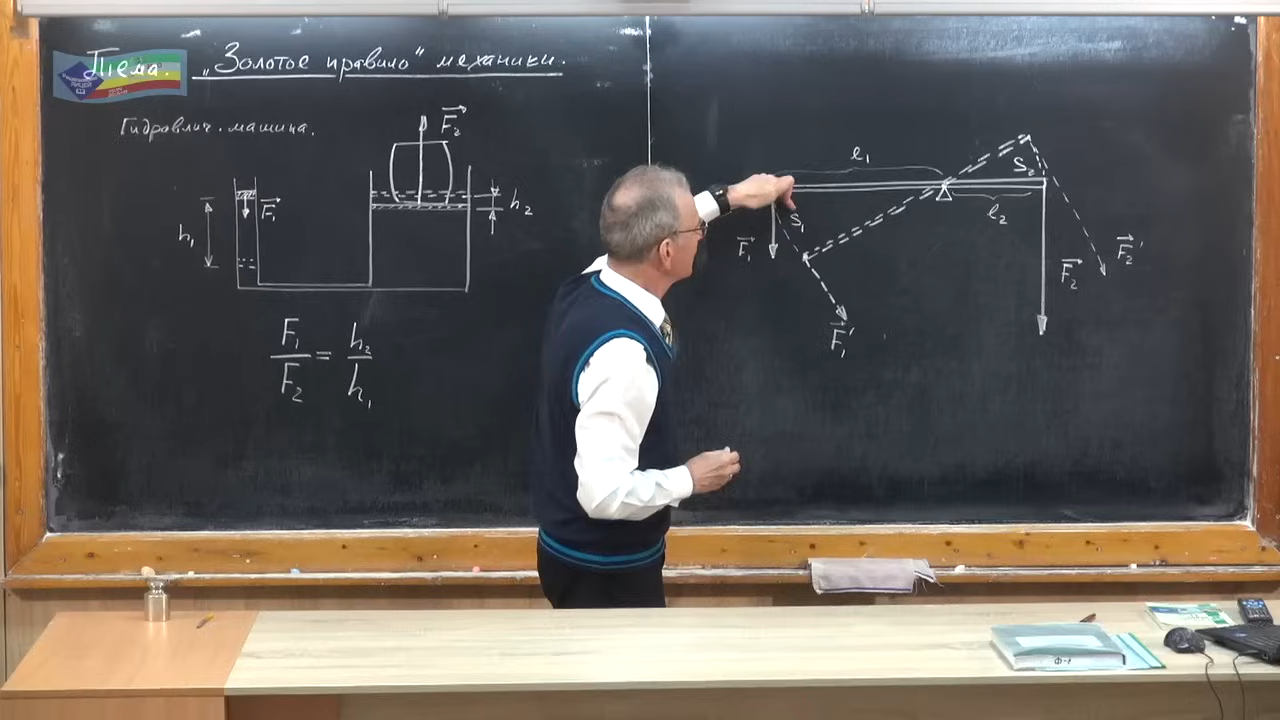 Тема. „Золотое правило" механики.
Гидравлич. машина.
F₂
F₁
h₁
h₂
F₁/F₂ = h₂/h₁
l₁
S₂
l₂
S₁
F₁
F₂
F₂'
F₁'